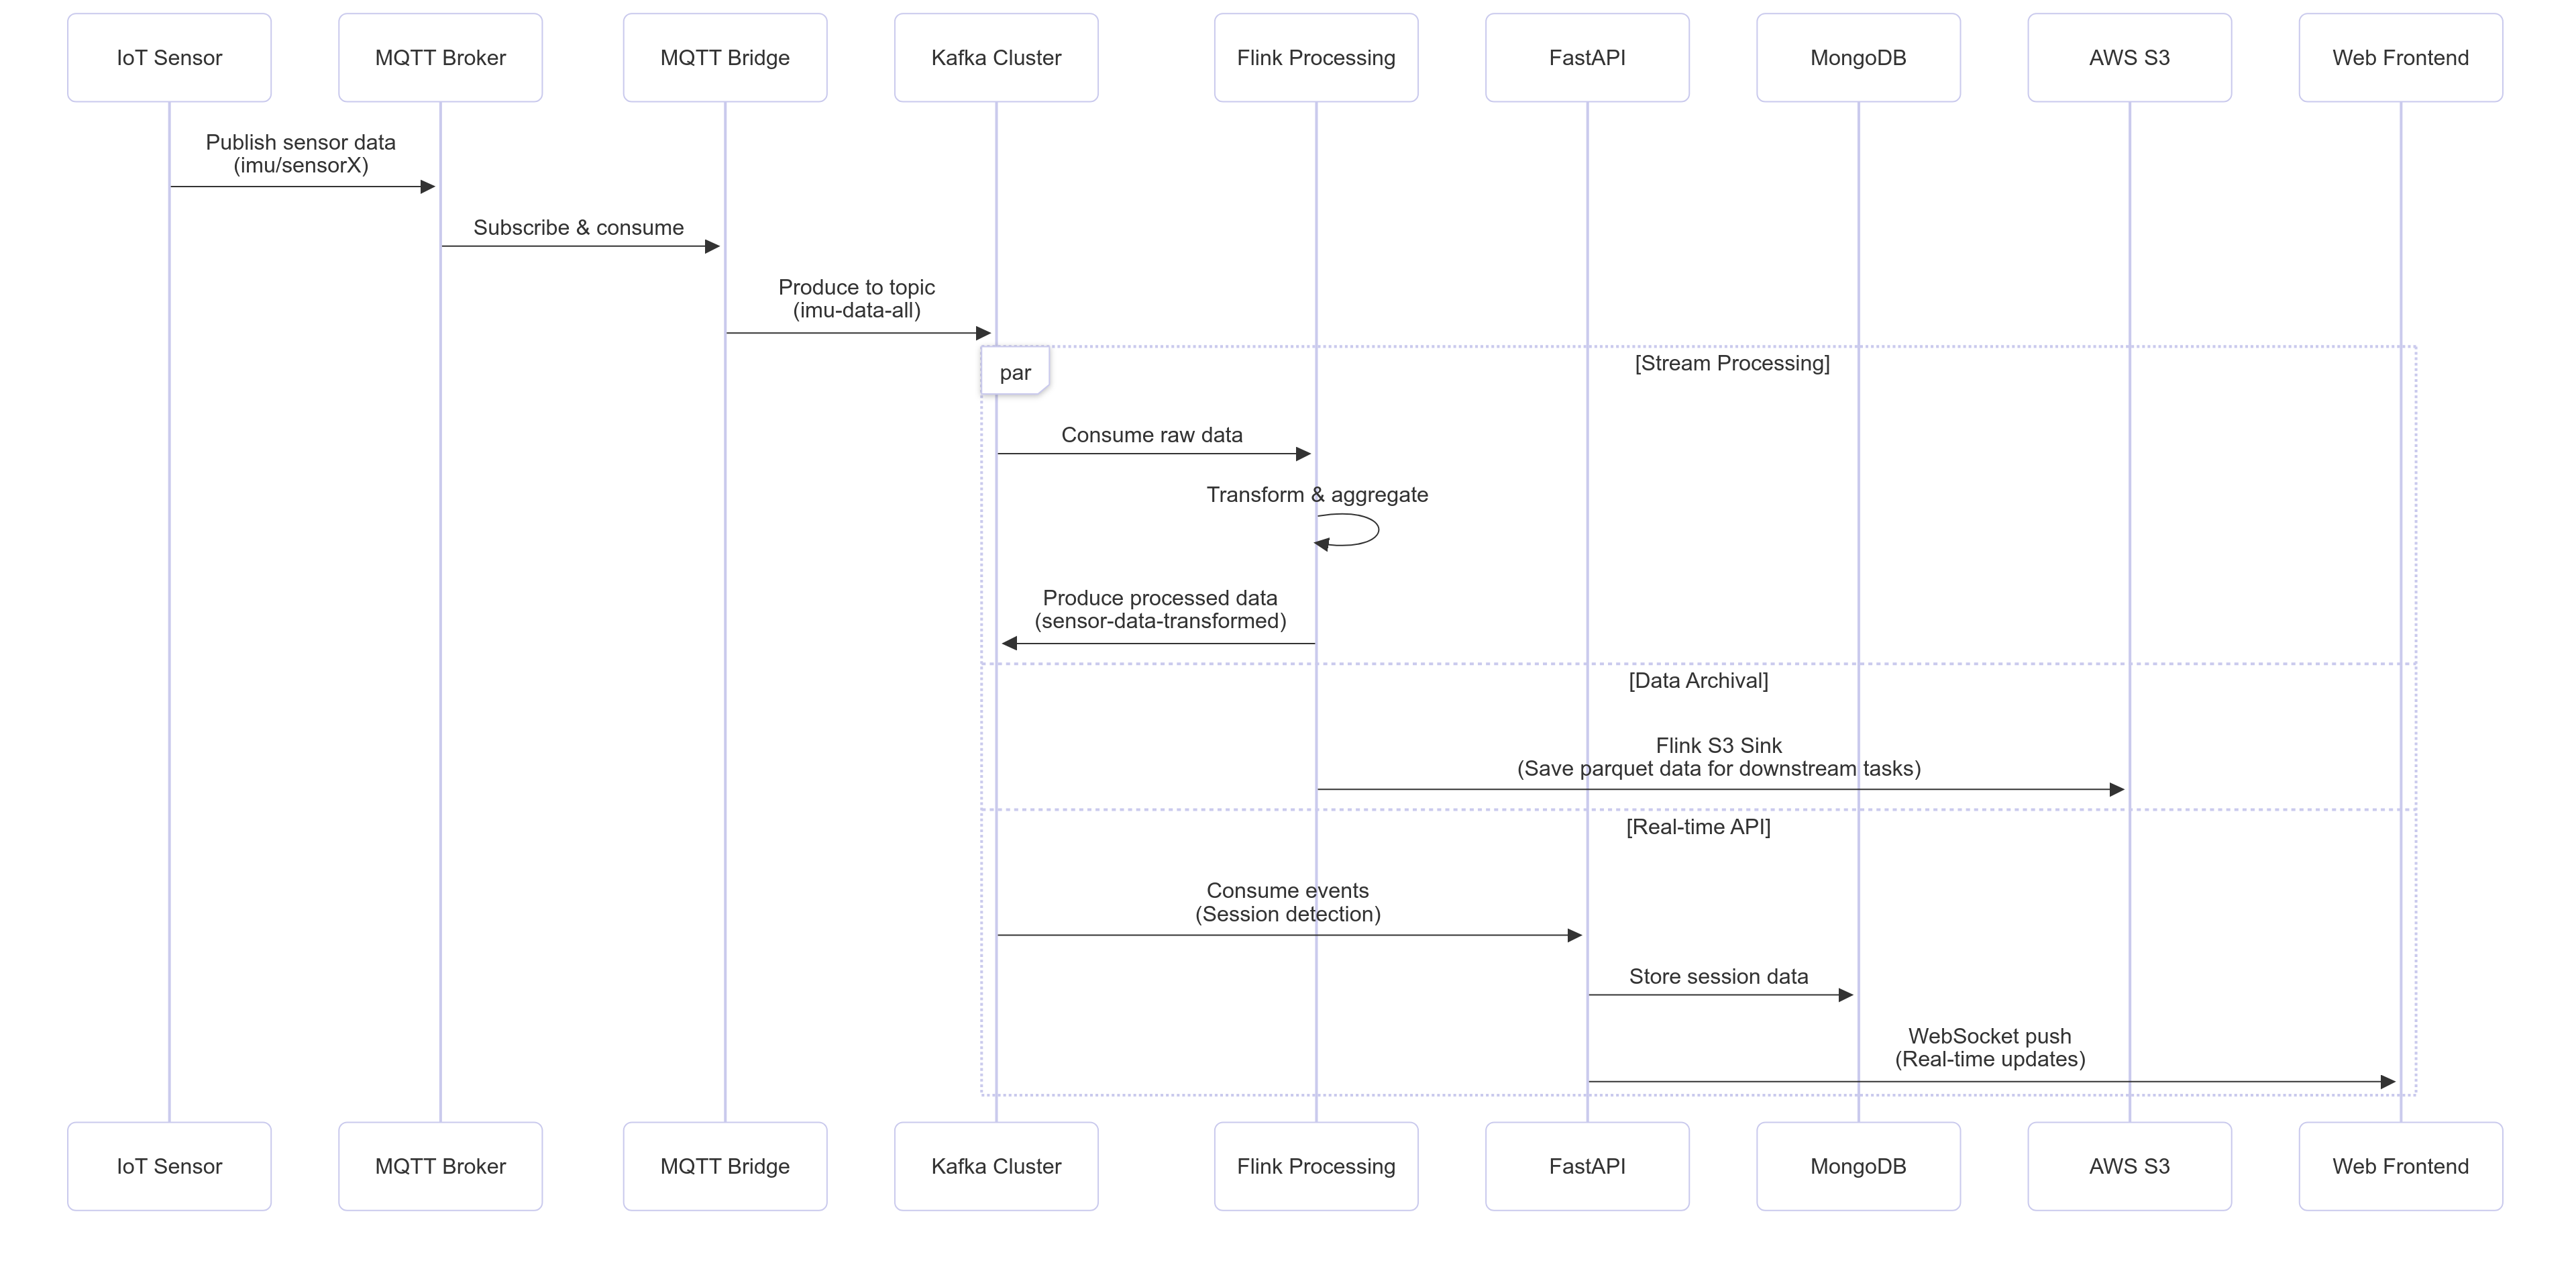 IoT Sensor
MQTT Broker
MQTT Bridge
Kafka Cluster
Flink Processing
FastAPI
MongoDB
AWS S3
Web Frontend
Publish sensor data
(imu/sensorX)
Subscribe & consume
Produce to topic
(imu-data-all)
par
[Stream Processing]
Consume raw data
Transform & aggregate
Produce processed data
(sensor-data-transformed)
[Data Archival]
Flink S3 Sink
(Save parquet data for downstream tasks)
[Real-time API]
Consume events
(Session detection)
Store session data
WebSocket push
(Real-time updates)
IoT Sensor
MQTT Broker
MQTT Bridge
Kafka Cluster
Flink Processing
FastAPI
MongoDB
AWS S3
Web Frontend